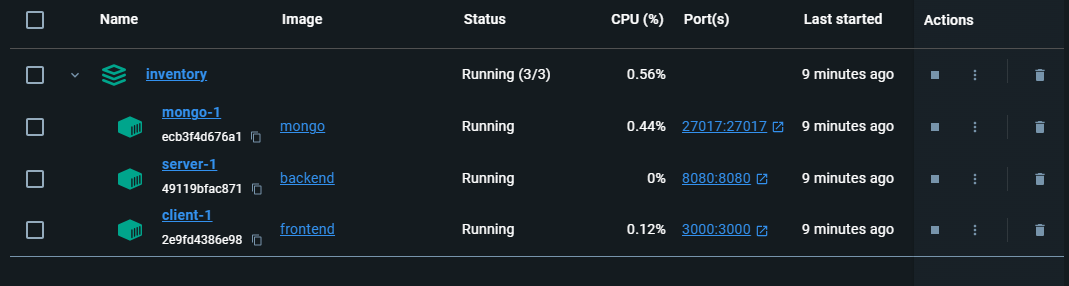 Name Image Status CPU (%) Port(s) Last started Actions
inventory Running (3/3) 0.56% 9 minutes ago
mongo-1
ecb3f4d676a1 mongo Running 0.44% 27017:27017 9 minutes ago
server-1
49119bfac871 backend Running 0% 8080:8080 9 minutes ago
client-1
2e9fd4386e98 frontend Running 0.12% 3000:3000 9 minutes ago